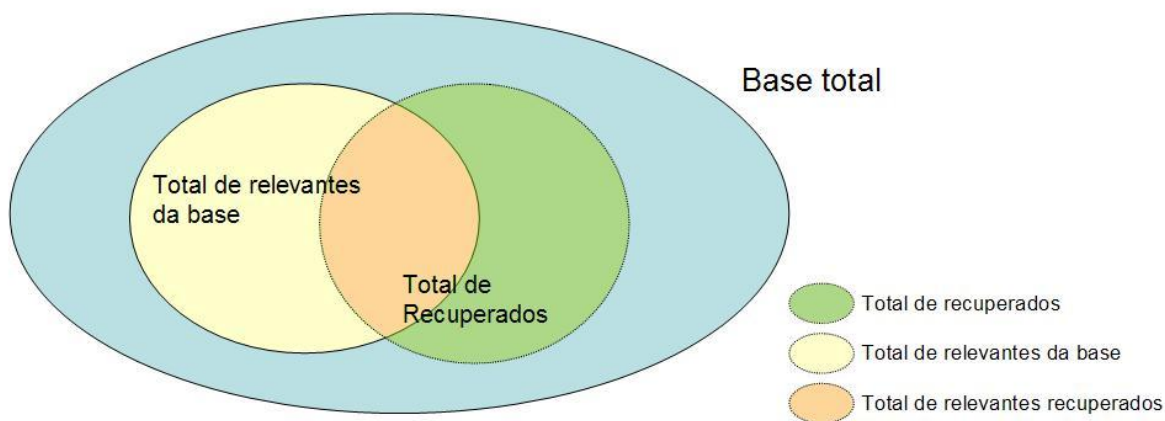 Base total
Total de relevantes
da base
Total de
Recuperados
Total de recuperados
Total de relevantes da base
Total de relevantes recuperados